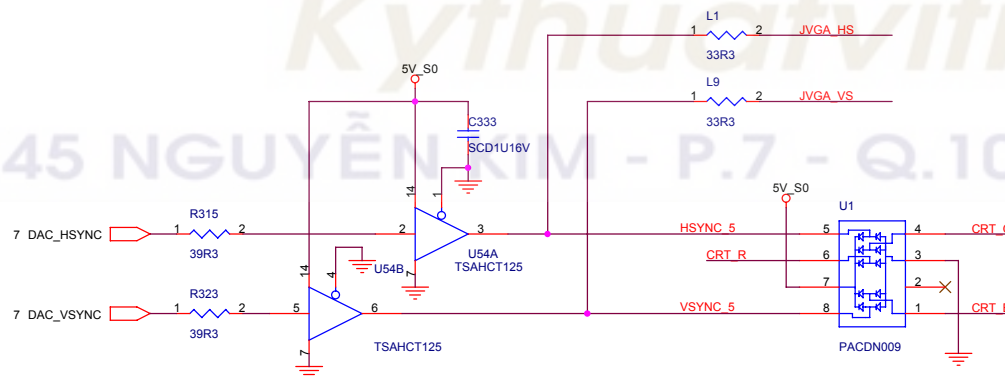 Kythuatviti
45 NGUYỄN KIM - P.7 - Q.10
L1
1 2 JVGA_HS
33R3
L9
1 2 JVGA_VS
33R3
5V_S0
C333
SCD1U16V
14
1
2 3
U54A
TSAHCT125
7
7 DAC_HSYNC
R315
1 2
39R3
14
4
U54B
5 6
TSAHCT125
7
7 DAC_VSYNC
R323
1 2
39R3
HSYNC_5
CRT_R
VSYNC_5
5V_S0
U1
5 4
6 3
7 2
8 1
PACDN009
CRT_
CRT_